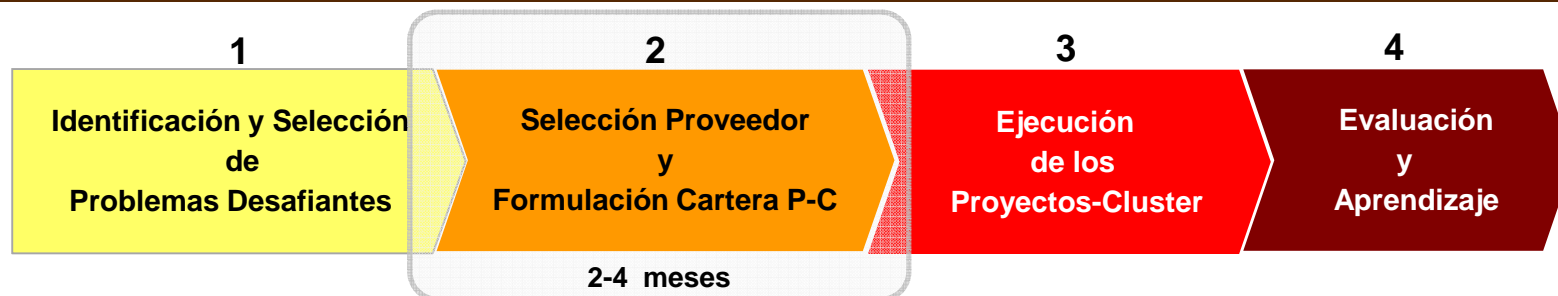 1
2
3
4
Identificación y Selección
de
Problemas Desafiantes
Selección Proveedor
y
Formulación Cartera P-C
Ejecución
de los
Proyectos-Cluster
Evaluación
y
Aprendizaje
2-4 meses